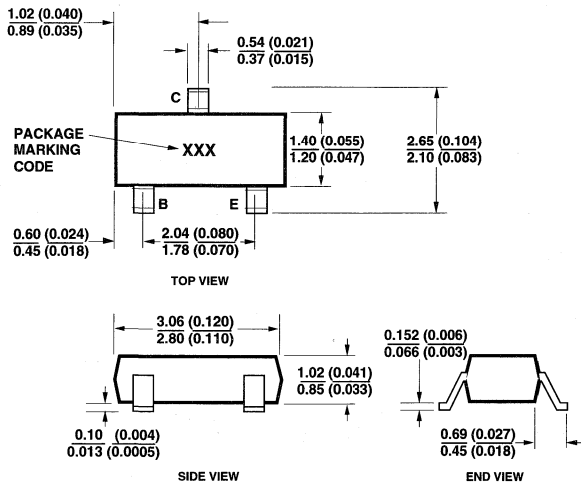 1.02 (0.040)
0.89 (0.035)
0.54 (0.021)
0.37 (0.015)
C
PACKAGE
MARKING
CODE
XXX
1.40 (0.055)
1.20 (0.047)
2.65 (0.104)
2.10 (0.083)
B
E
0.60 (0.024)
0.45 (0.018)
2.04 (0.080)
1.78 (0.070)
TOP VIEW
3.06 (0.120)
2.80 (0.110)
1.02 (0.041)
0.85 (0.033)
0.152 (0.006)
0.066 (0.003)
0.10 (0.004)
0.013 (0.0005)
0.69 (0.027)
0.45 (0.018)
SIDE VIEW
END VIEW